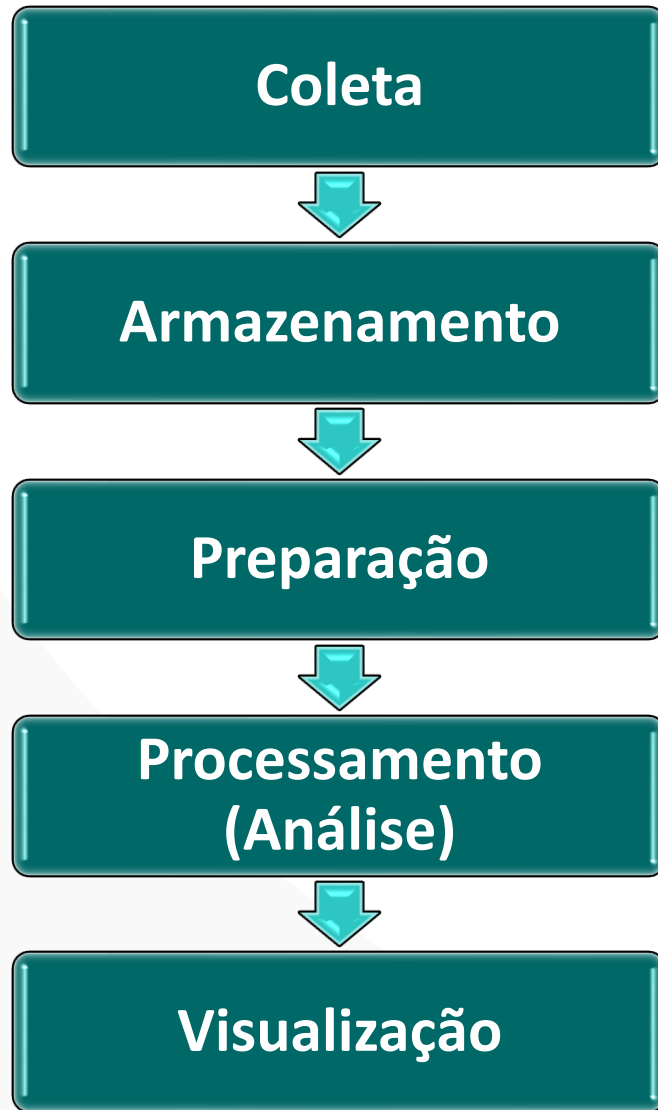 Coleta
Armazenamento
Preparação
Processamento
(Análise)
Visualização